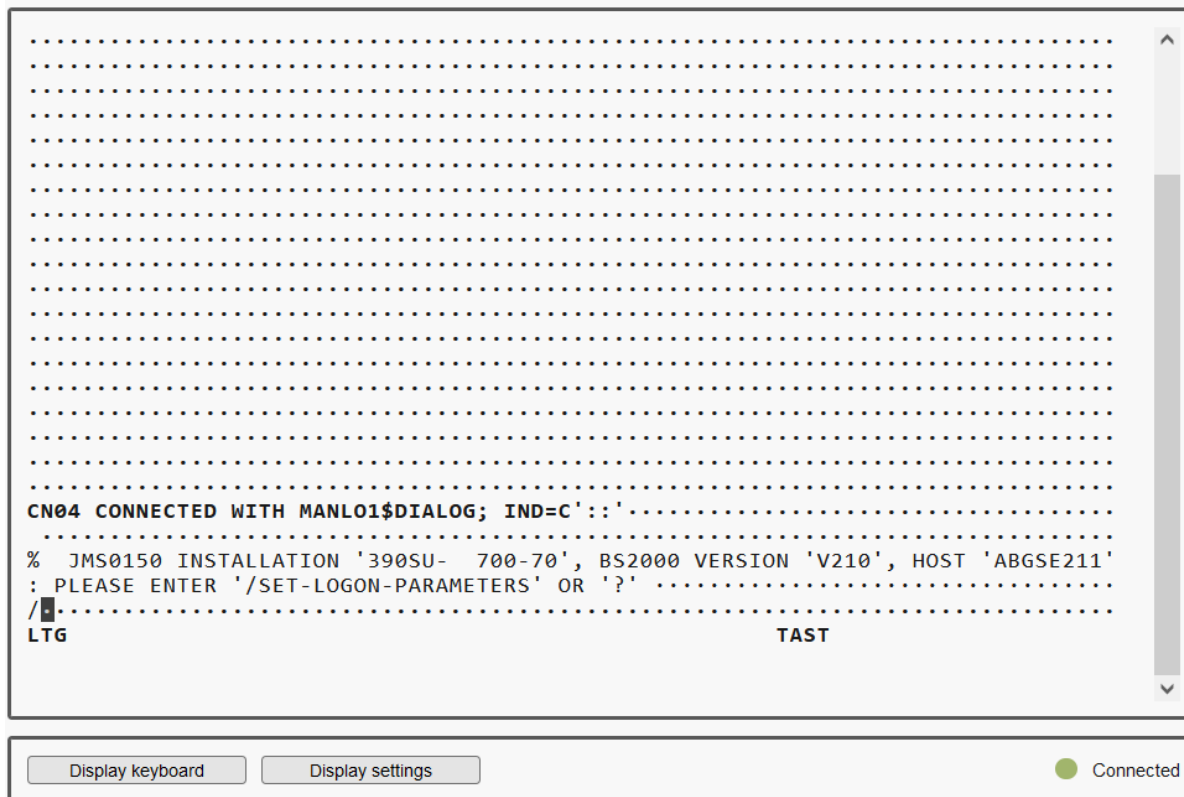 CN04 CONNECTED WITH MANLO1$DIALOG; IND=C'::'
%  JMS0150 INSTALLATION '390SU-  700-70', BS2000 VERSION 'V210', HOST 'ABGSE211'
: PLEASE ENTER '/SET-LOGON-PARAMETERS' OR '?'
/
LTG TAST
Display keyboard Display settings Connected